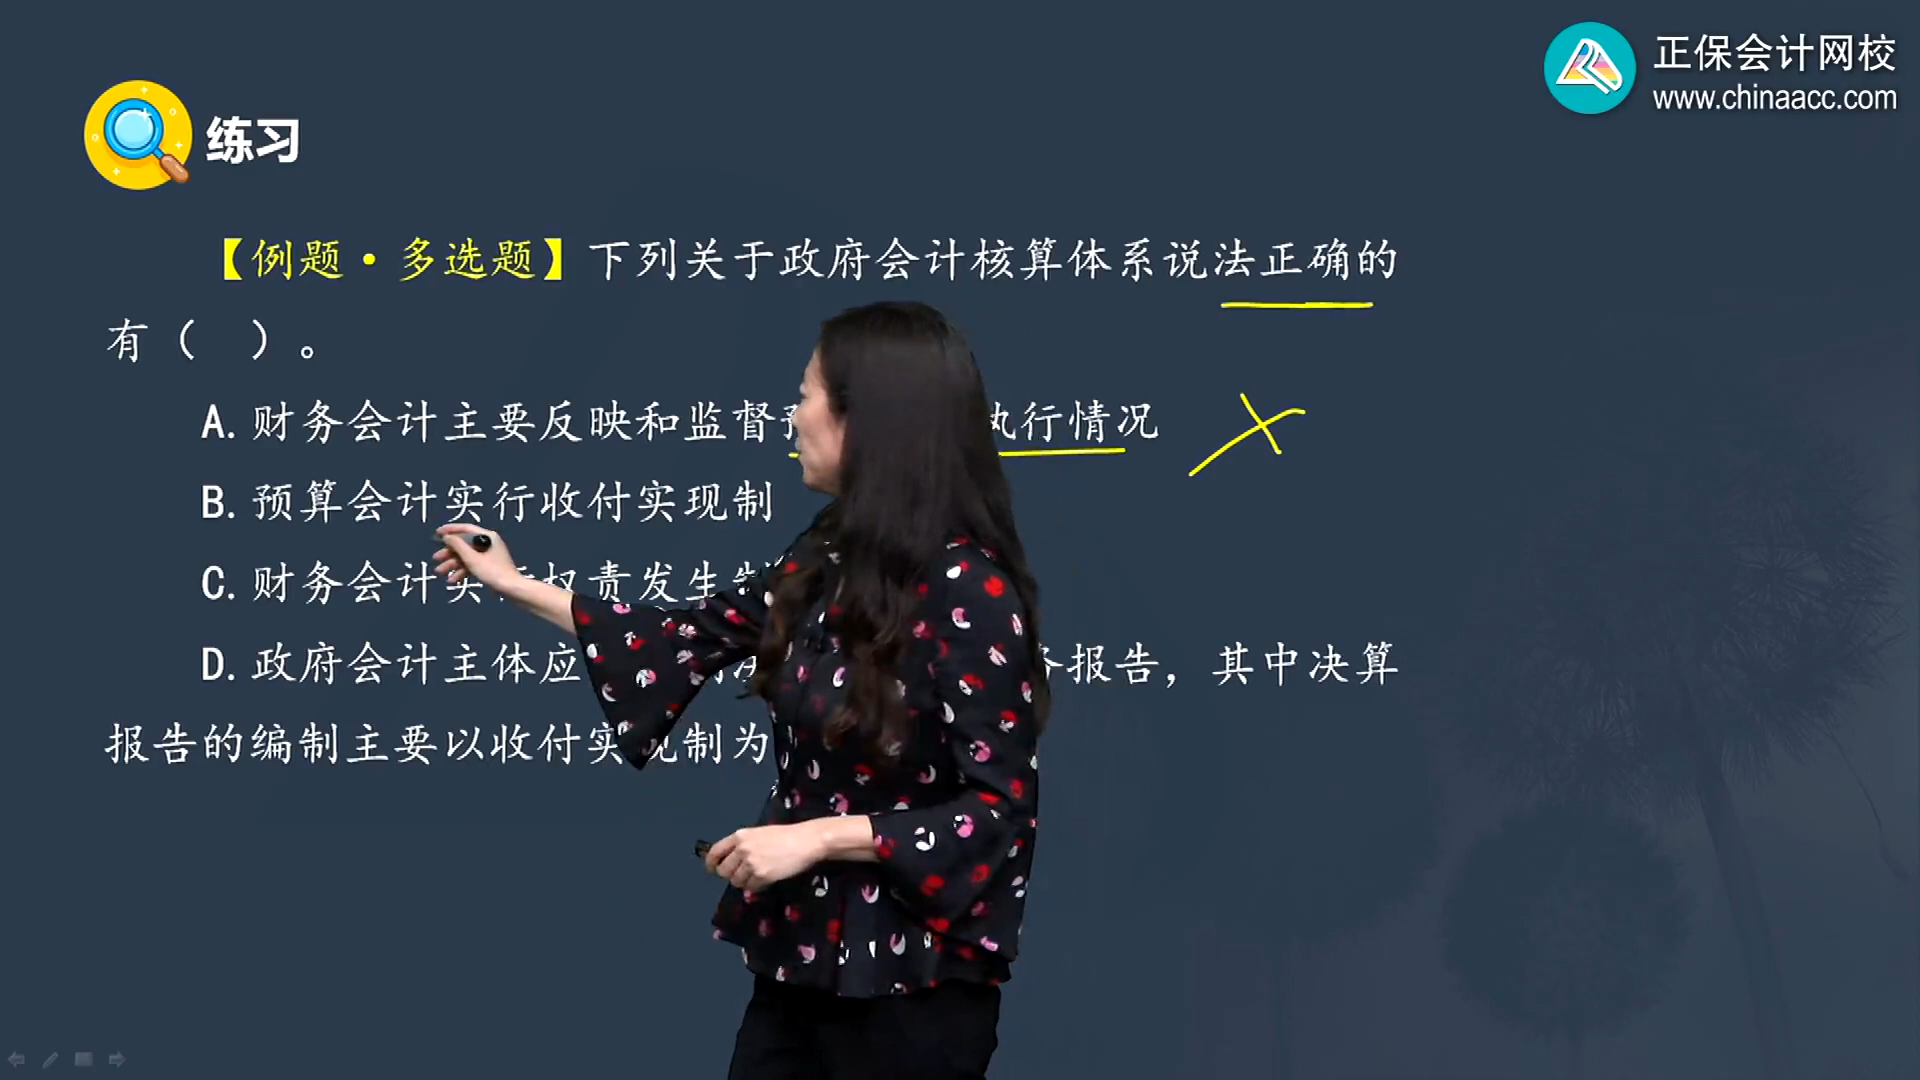 正保会计网校
www.chinaacc.com
练习
【例题·多选题】下列关于政府会计核算体系说法正确的
有（ ）。
A. 财务会计主要反映和监督 执行情况
B. 预算会计实行收付实现制
C. 财务会计实 权责发生
D. 政府会计主体应 报告，其中决算
报告的编制主要以收付实现制为